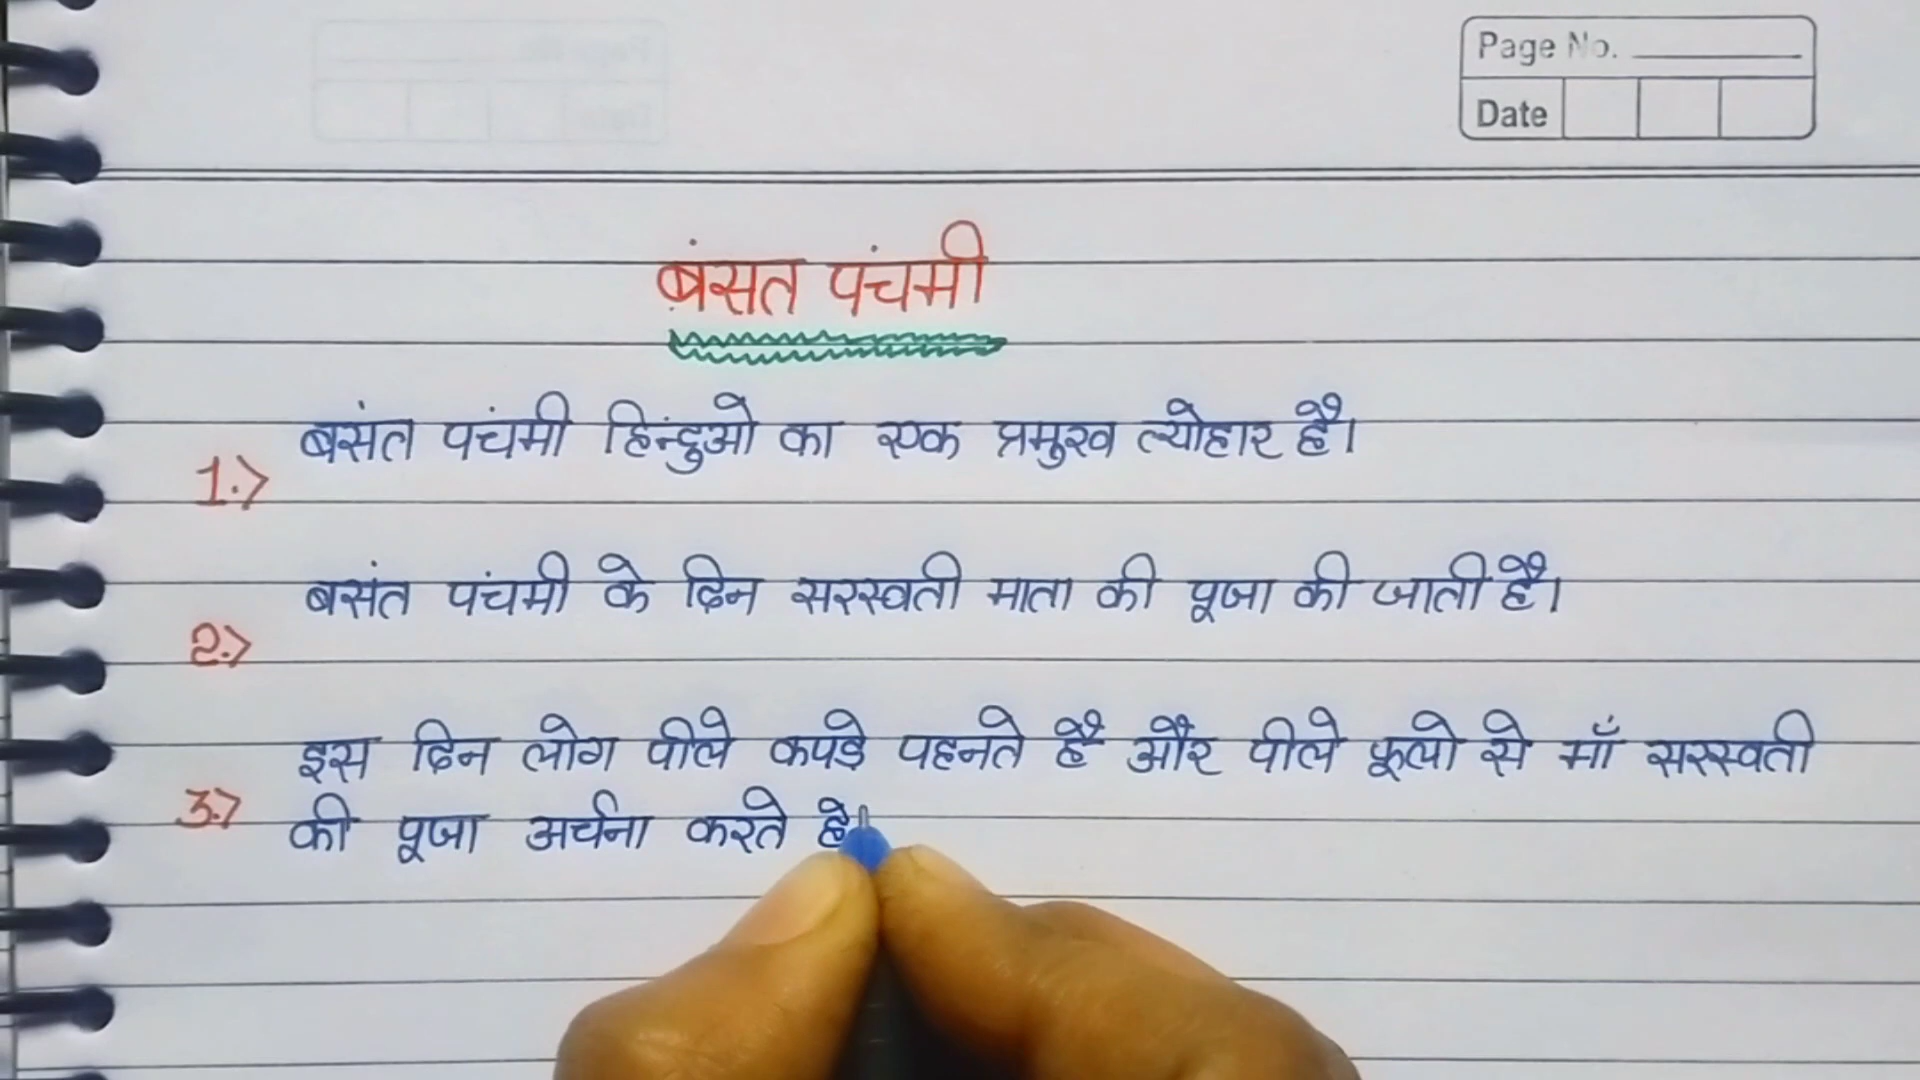 Page No.
Date
बंसत पंचमी
1.> बसंत पंचमी हिन्दुओ का एक प्रमुख त्योहार है।
2.> बसंत पंचमी के दिन सरस्वती माता की पूजा की जाती है।
इस दिन लोग पीले कपड़े पहनते है और पीले फूलो से माँ सरस्वती
3.> की पूजा अर्चना करते है